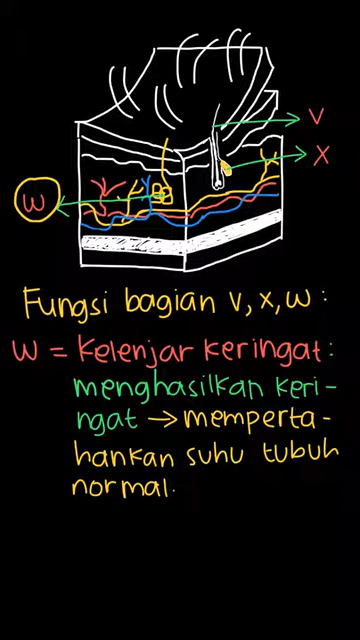 V
X
W
Fungsi bagian V, X, W :
W = Kelenjar keringat :
menghasilkan keri-
ngat → memperta-
hankan suhu tubuh
normal.